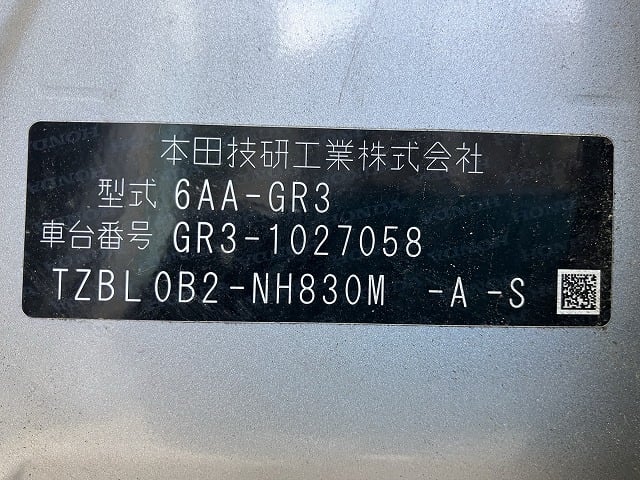 本田技研工業株式会社
型式 6AA-GR3
車台番号 GR3-1027058
TZBL0B2-NH830M -A-S